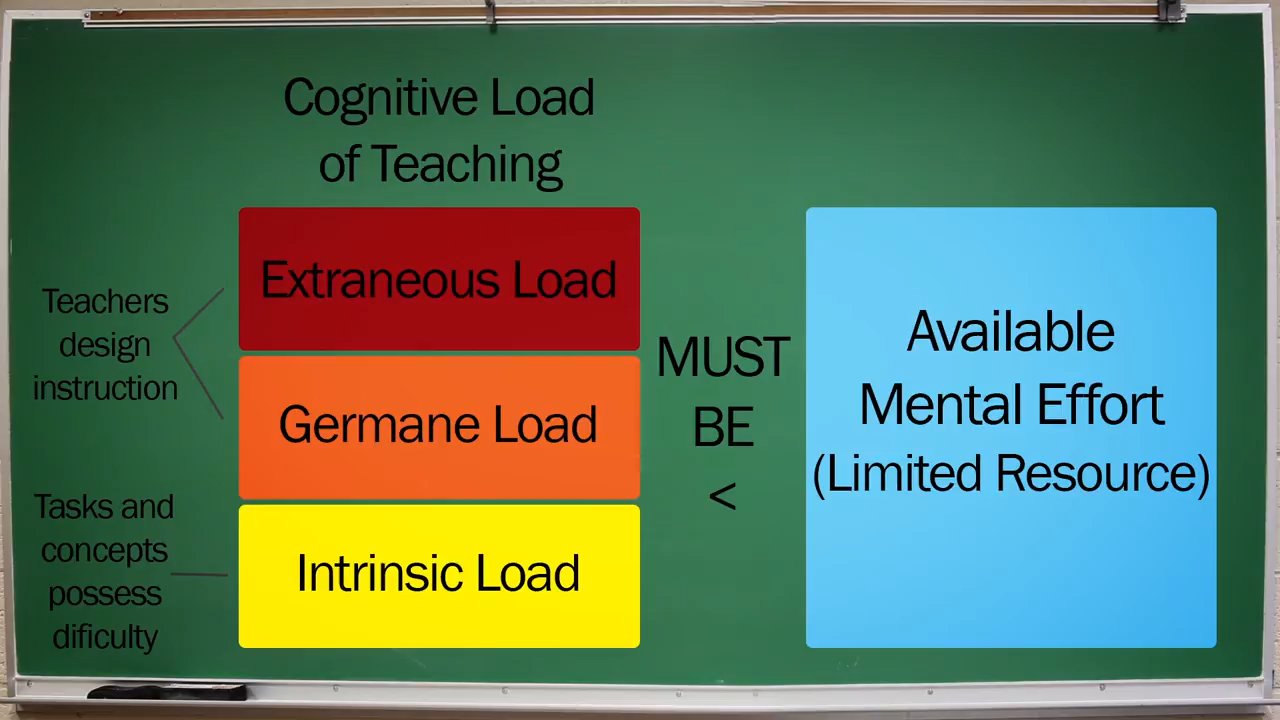 Cognitive Load
of Teaching
Teachers
design
instruction
Extraneous Load
Germane Load
Tasks and
concepts
possess
dificulty
Intrinsic Load
MUST
BE
<
Available
Mental Effort
(Limited Resource)